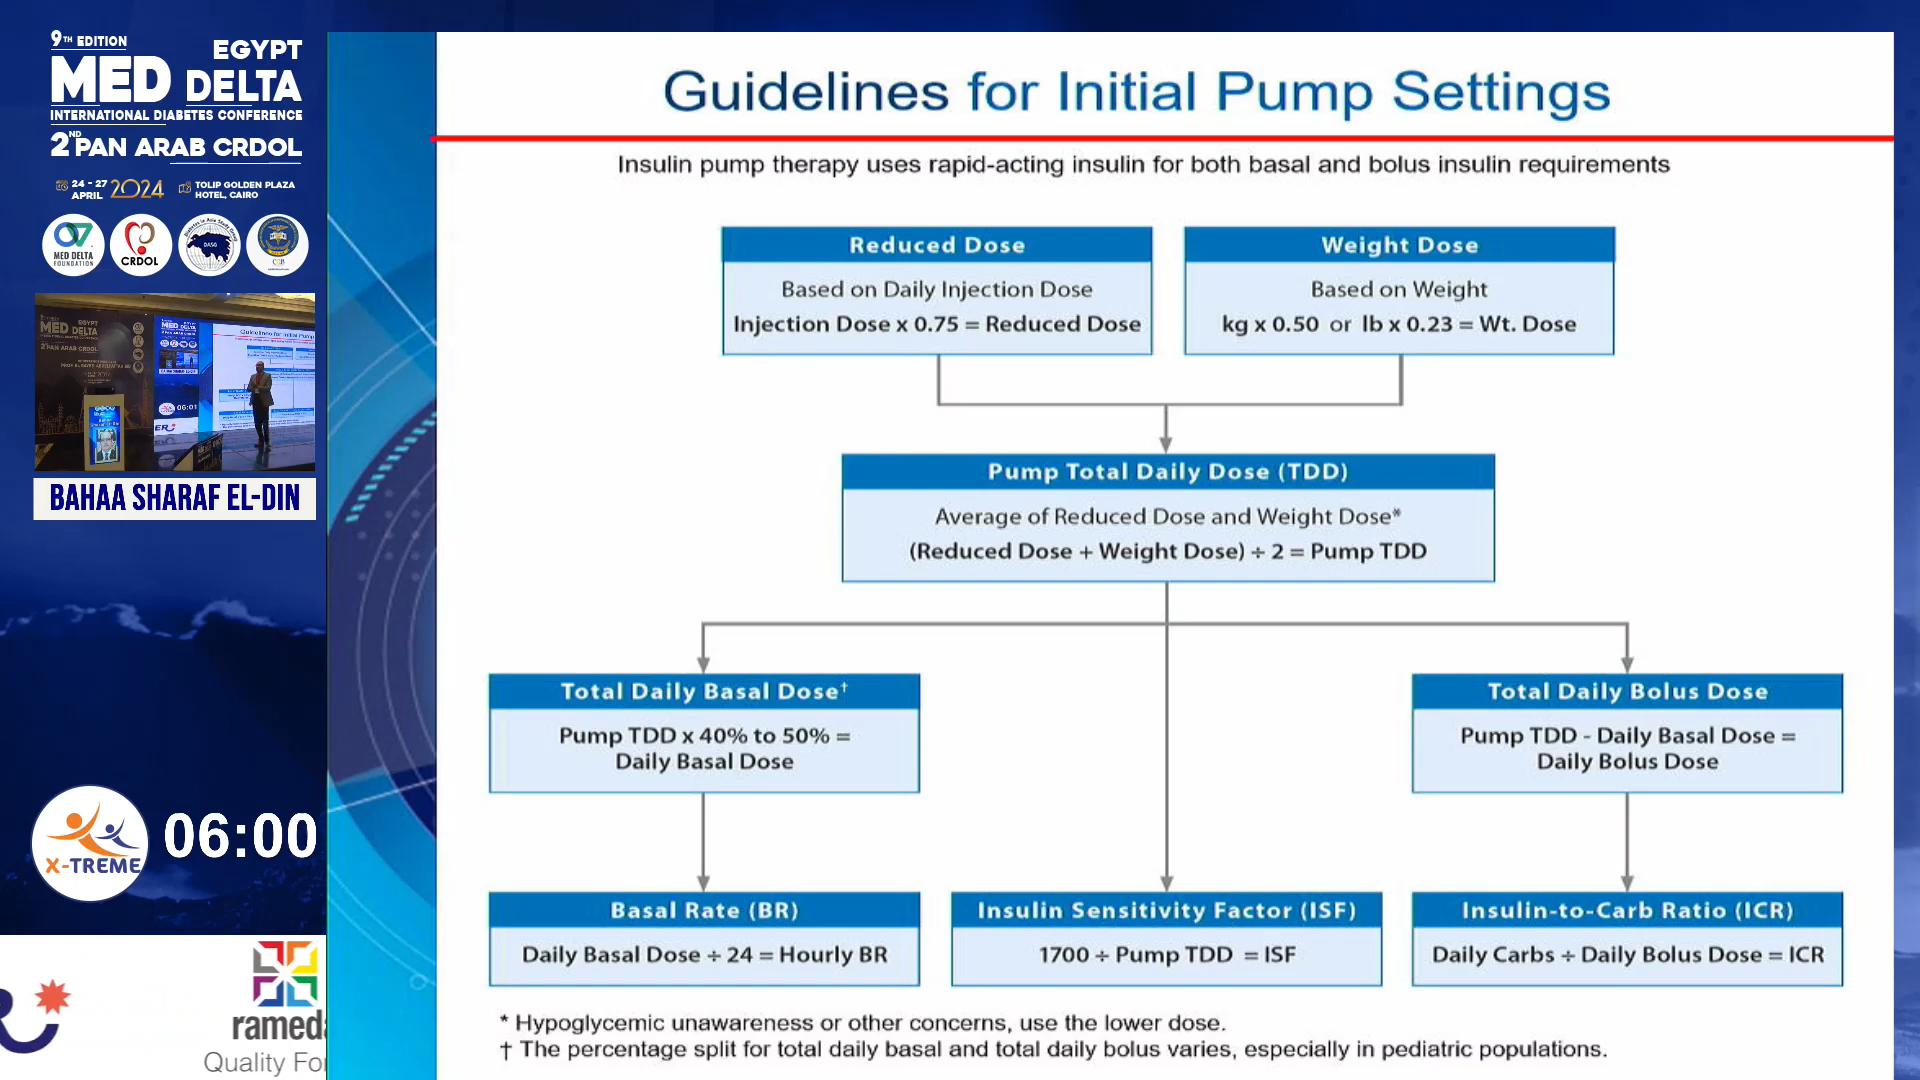 9TH EDITION
EGYPT
MED DELTA
INTERNATIONAL DIABETES CONFERENCE
2ND PAN ARAB CRDOL
24 - 27 APRIL 2024
TOLIP GOLDEN PLAZA HOTEL, CAIRO
MED DELTA
FOUNDATION
CRDOL
DASG
BAHAA SHARAF EL-DIN
X-TREME
06:00
rameda
Quality For
Guidelines for Initial Pump Settings
Insulin pump therapy uses rapid-acting insulin for both basal and bolus insulin requirements
Reduced Dose
Based on Daily Injection Dose
Injection Dose x 0.75 = Reduced Dose
Weight Dose
Based on Weight
kg x 0.50 or lb x 0.23 = Wt. Dose
Pump Total Daily Dose (TDD)
Average of Reduced Dose and Weight Dose*
(Reduced Dose + Weight Dose) ÷ 2 = Pump TDD
Total Daily Basal Dose†
Pump TDD x 40% to 50% =
Daily Basal Dose
Total Daily Bolus Dose
Pump TDD - Daily Basal Dose =
Daily Bolus Dose
Basal Rate (BR)
Daily Basal Dose ÷ 24 = Hourly BR
Insulin Sensitivity Factor (ISF)
1700 ÷ Pump TDD = ISF
Insulin-to-Carb Ratio (ICR)
Daily Carbs ÷ Daily Bolus Dose = ICR
* Hypoglycemic unawareness or other concerns, use the lower dose.
† The percentage split for total daily basal and total daily bolus varies, especially in pediatric populations.